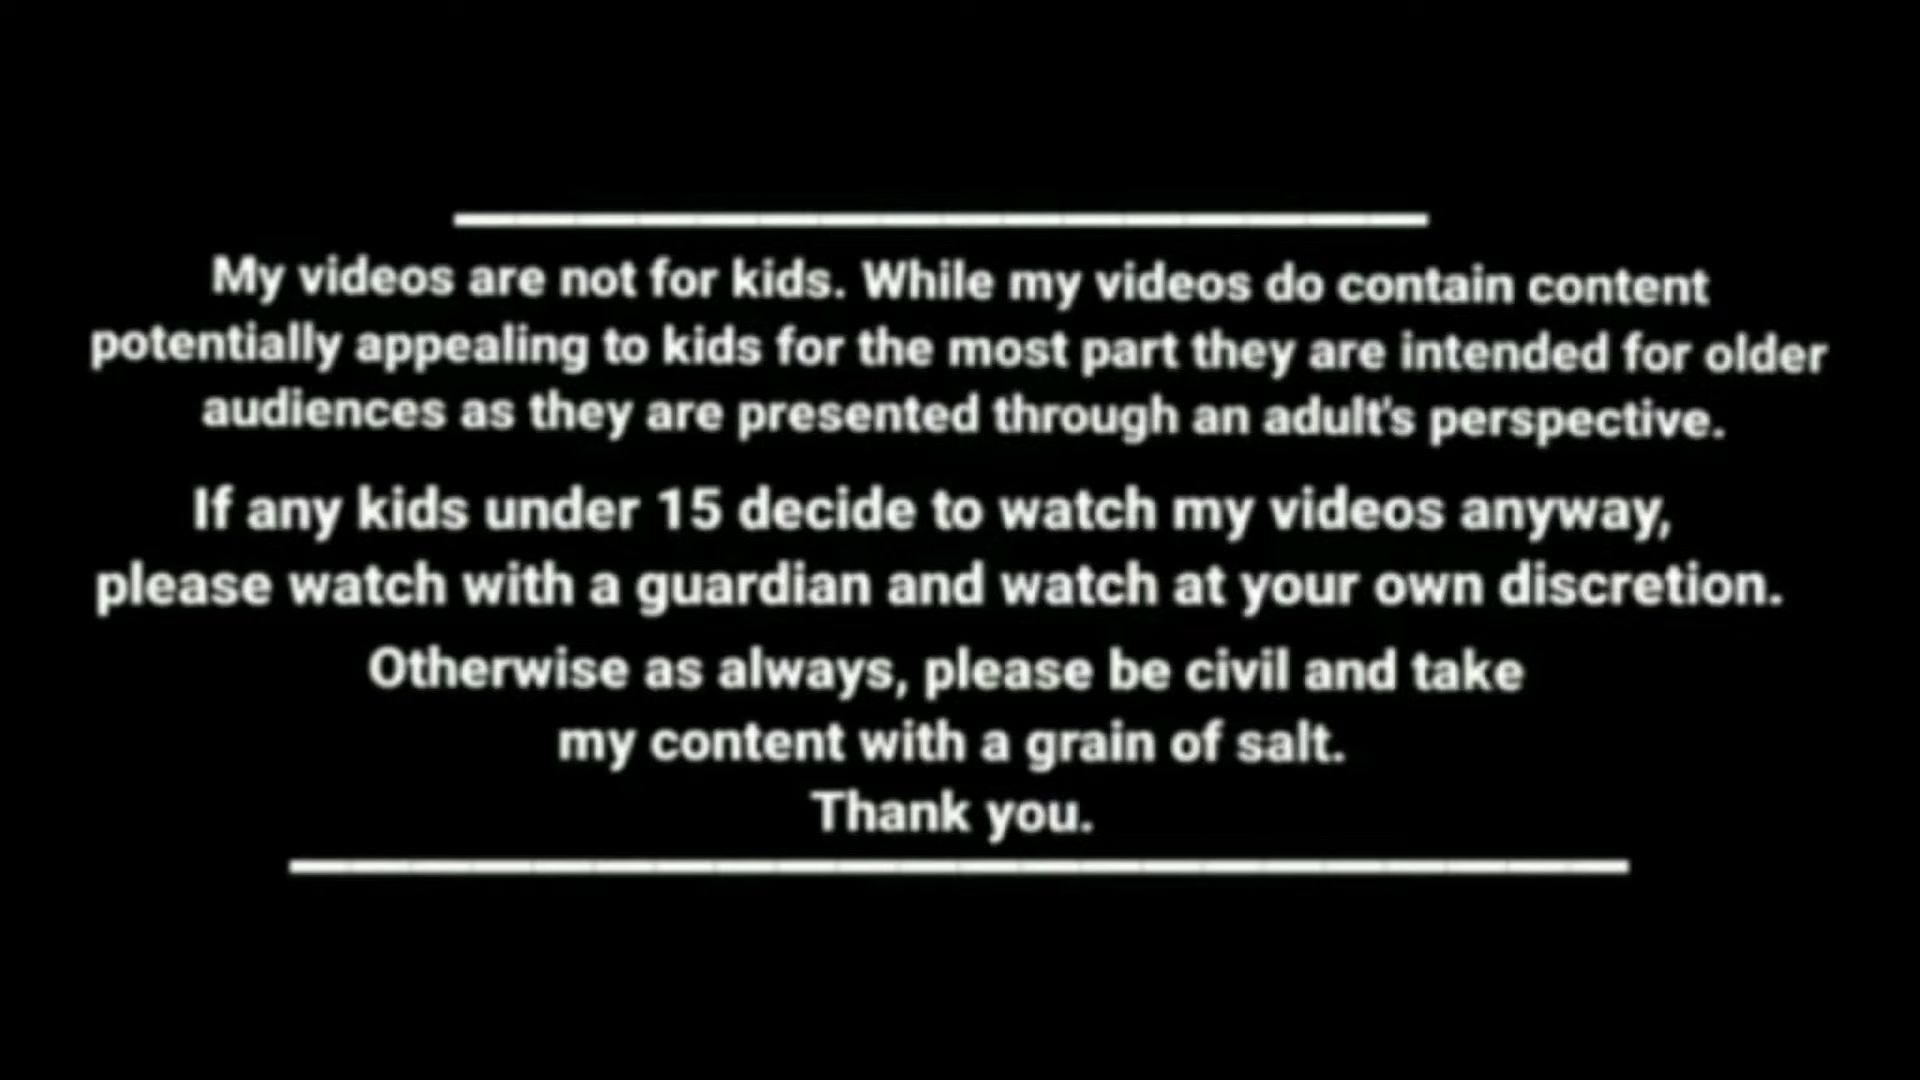 My videos are not for kids. While my videos do contain content
potentially appealing to kids for the most part they are intended for older
audiences as they are presented through an adult's perspective.
If any kids under 15 decide to watch my videos anyway,
please watch with a guardian and watch at your own discretion.
Otherwise as always, please be civil and take
my content with a grain of salt.
Thank you.